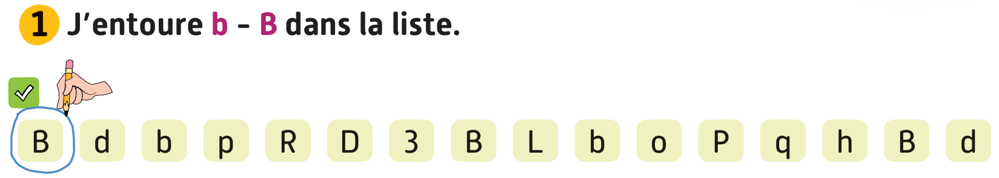 1 J’entoure b - B dans la liste.
B d b p R D 3 B L b o P q h B d